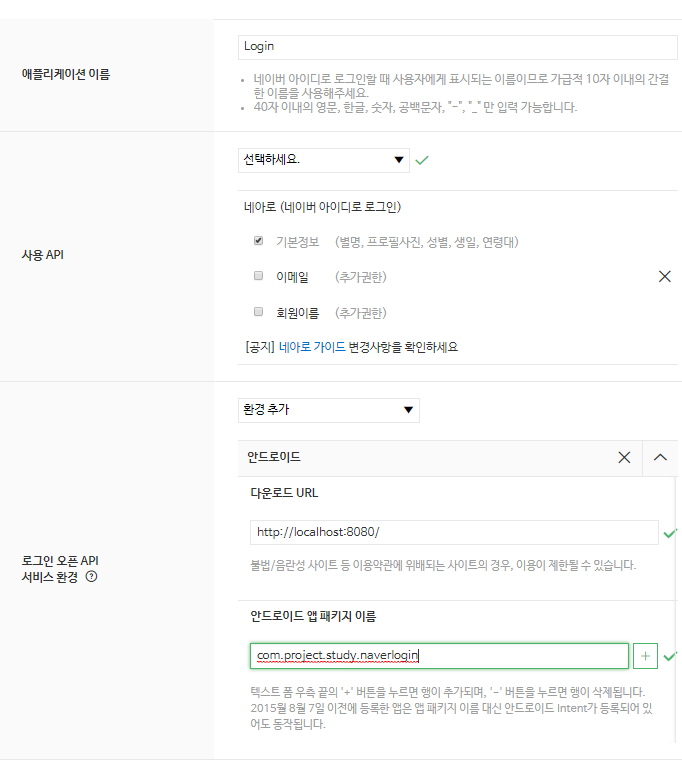 애플리케이션 이름
Login
네이버 아이디로 로그인할 때 사용자에게 표시되는 이름이므로 가급적 10자 이내의 간결
한 이름을 사용해주세요.
40자 이내의 영문, 한글, 숫자, 공백문자, "-", "_" 만 입력 가능합니다.
사용 API
선택하세요.
네아로 (네이버 아이디로 로그인)
기본정보 (별명, 프로필사진, 성별, 생일, 연령대)
이메일 (추가권한)
회원이름 (추가권한)
[공지] 네아로 가이드 변경사항을 확인하세요
로그인 오픈 API
서비스 환경 ?
환경 추가
안드로이드
다운로드 URL
http://localhost:8080/
불법/음란성 사이트 등 이용약관에 위배되는 사이트의 경우, 이용이 제한될 수 있습니다.
안드로이드 앱 패키지 이름
com.project.study.naverlogin
+
텍스트 폼 우측 끝의 '+' 버튼을 누르면 행이 추가되며, '-' 버튼을 누르면 행이 삭제됩니다.
2015월 8월 7일 이전에 등록한 앱은 앱 패키지 이름 대신 안드로이드 Intent가 등록되어 있
어도 동작됩니다.